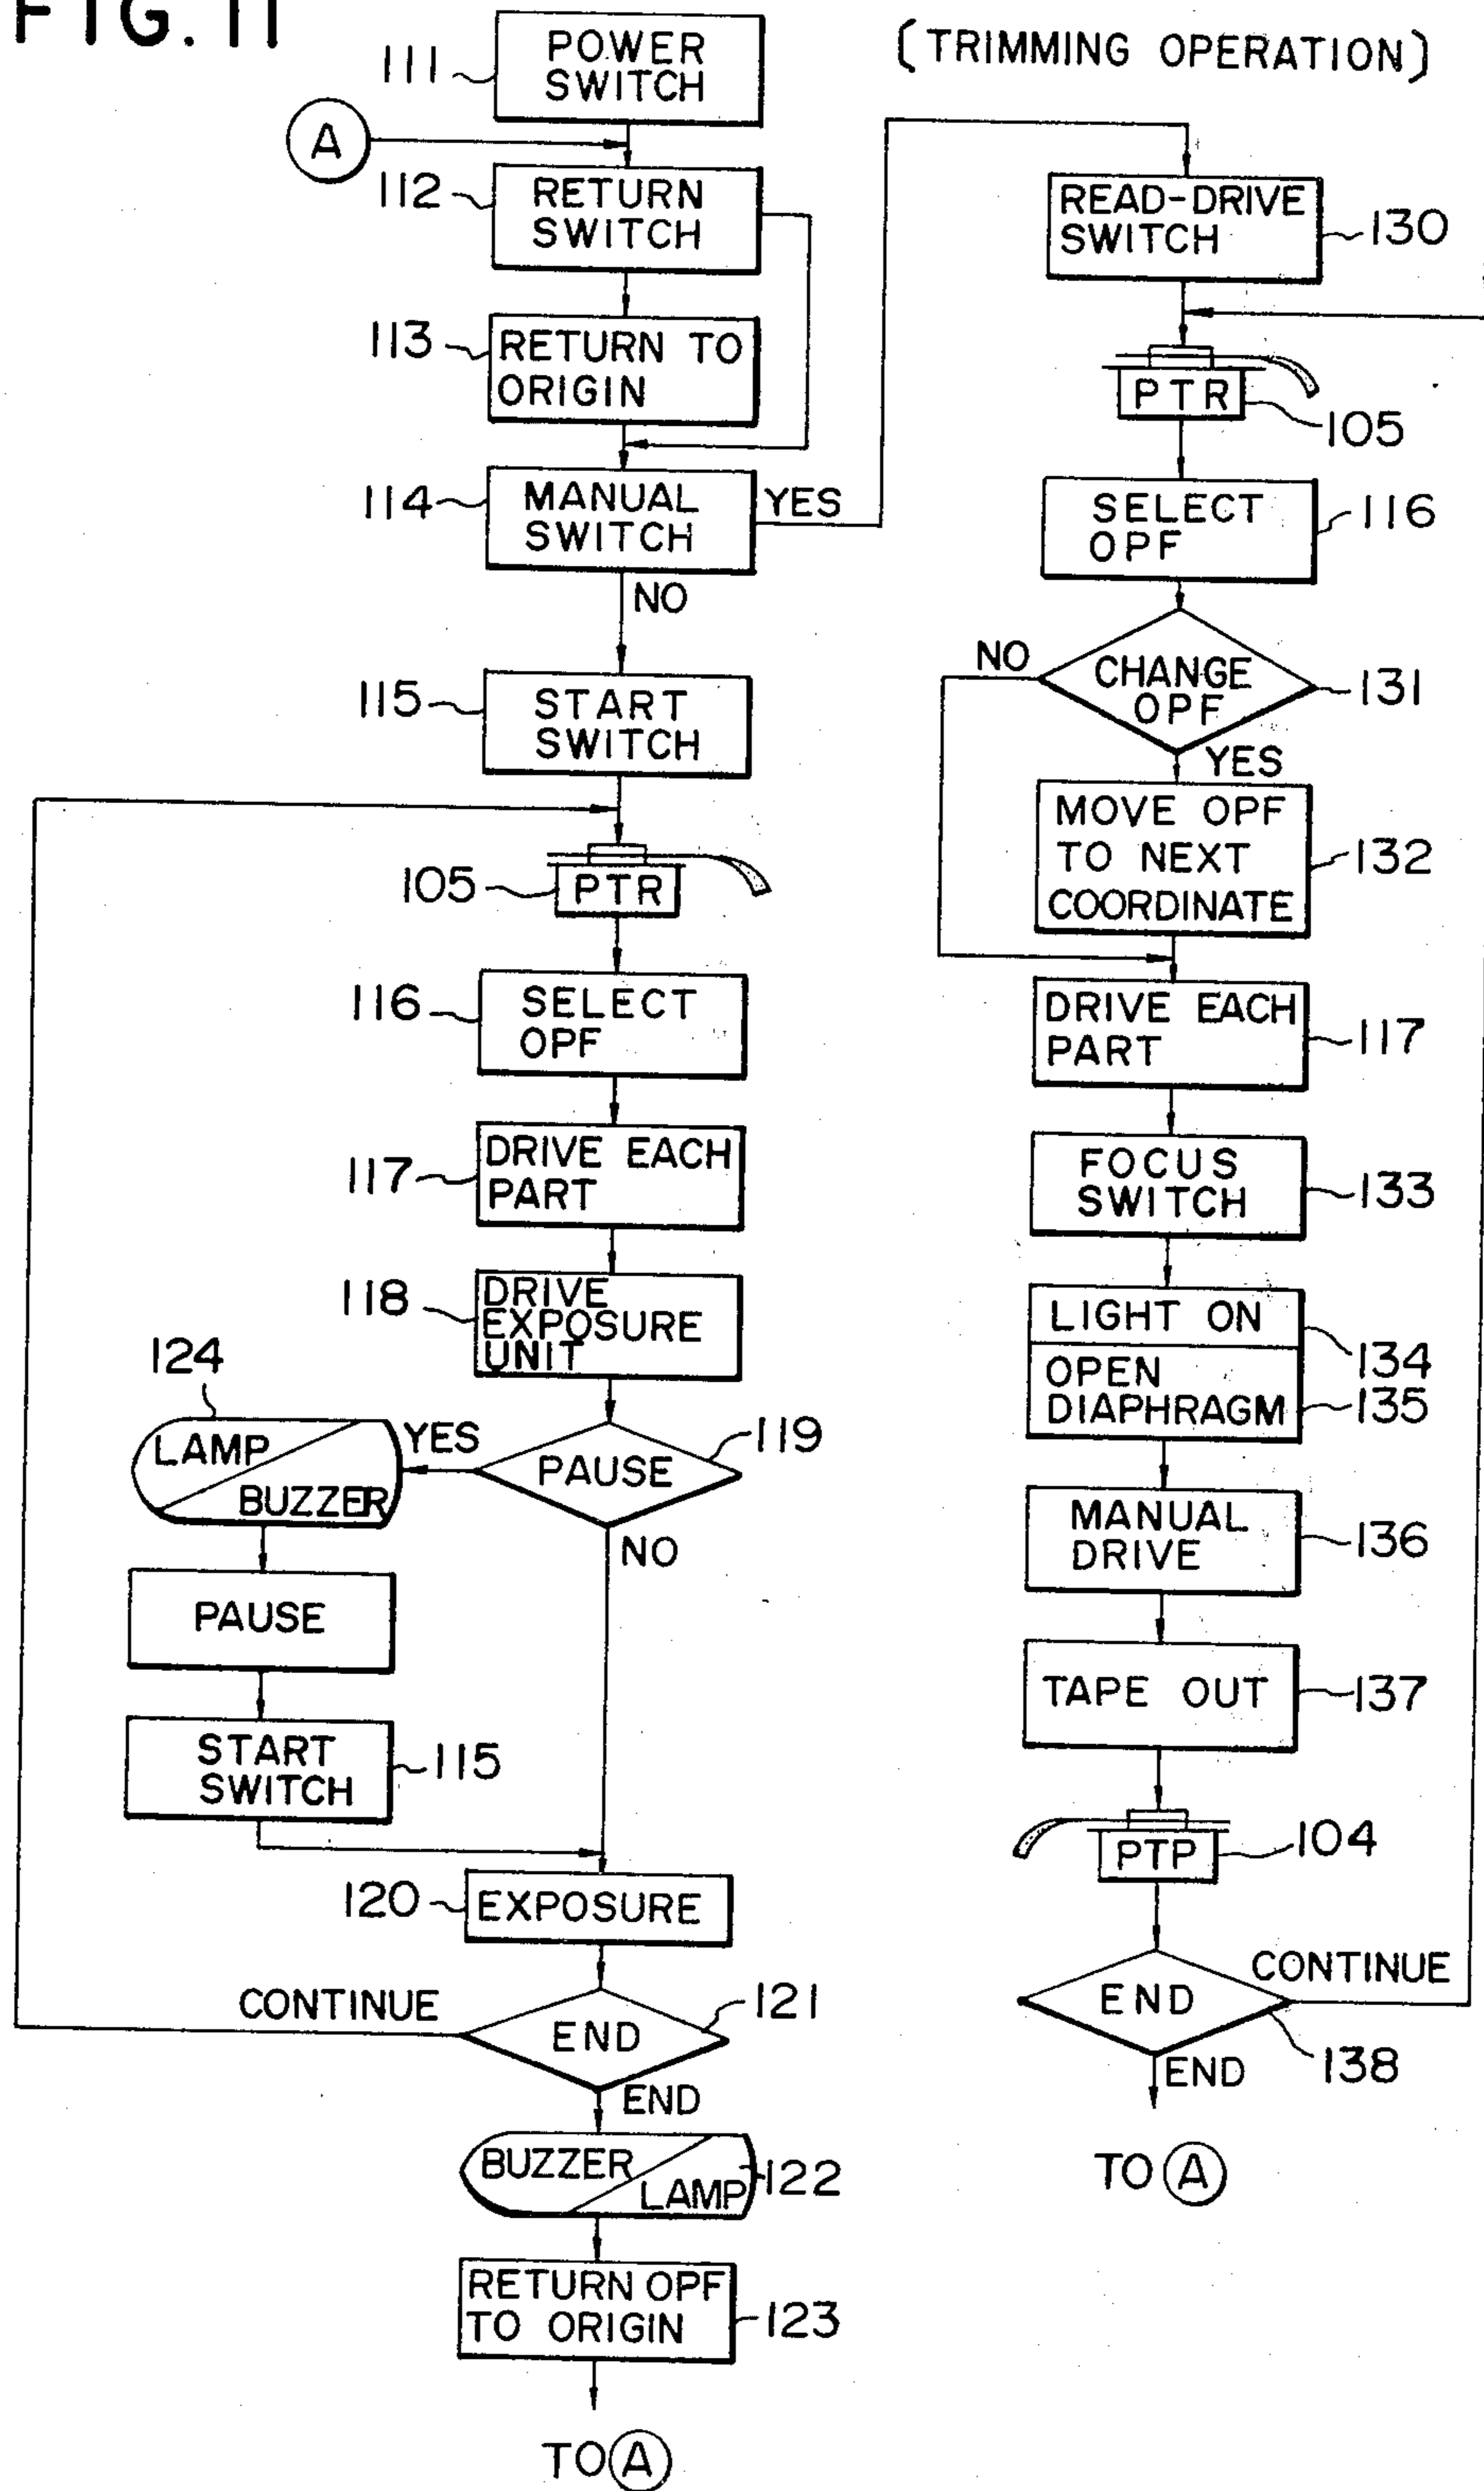 FIG. 11
(TRIMMING OPERATION)
111
POWER
SWITCH
A
112
RETURN
SWITCH
113
RETURN TO
ORIGIN
114
MANUAL
SWITCH
YES
NO
115
START
SWITCH
105
PTR
116
SELECT
OPF
117
DRIVE EACH
PART
118
DRIVE
EXPOSURE
UNIT
119
PAUSE
YES
NO
124
LAMP
BUZZER
PAUSE
START
SWITCH
115
120
EXPOSURE
121
END
CONTINUE
END
BUZZER
LAMP
122
RETURN OPF
TO ORIGIN
123
TO A
READ-DRIVE
SWITCH
130
PTR
105
SELECT
OPF
116
CHANGE
OPF
131
NO
YES
MOVE OPF
TO NEXT
COORDINATE
132
DRIVE EACH
PART
117
FOCUS
SWITCH
133
LIGHT ON
134
OPEN
DIAPHRAGM
135
MANUAL
DRIVE
136
TAPE OUT
137
PTP
104
END
CONTINUE
138
END
TO A